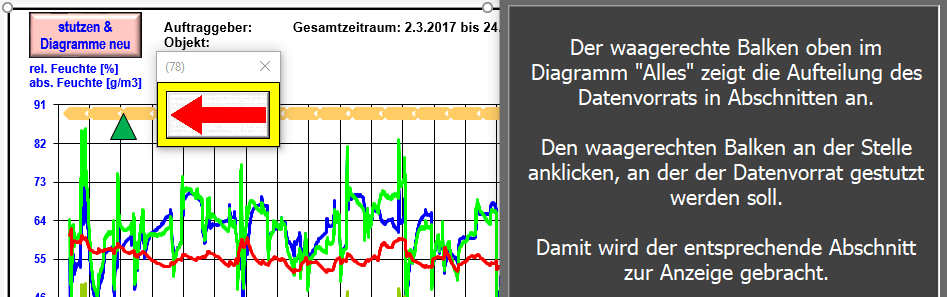 stutzen &
Diagramme neu
Auftraggeber:
Gesamtzeitraum: 2.3.2017 bis 24.
Objekt:
rel. Feuchte [%]
abs. Feuchte [g/m3]
(78)
91
82
73
64
55
46
Der waagerechte Balken oben im
Diagramm "Alles" zeigt die Aufteilung des
Datenvorrats in Abschnitten an.
Den waagerechten Balken an der Stelle
anklicken, an der der Datenvorrat gestutzt
werden soll.
Damit wird der entsprechende Abschnitt
zur Anzeige gebracht.